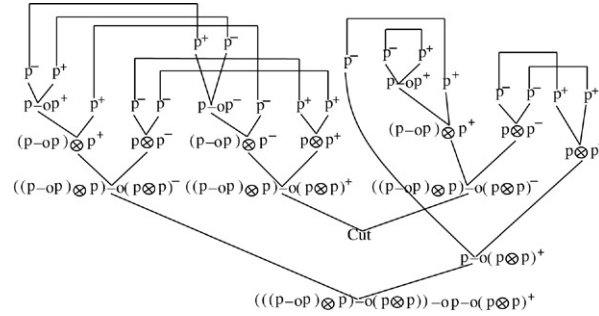 p⁺ p⁻
p⁻ p⁻ p⁺
p⁻ p⁺ p⊸p⁺ p⁺
p⊸p⁺ p⁺ p⁻ p⁻ p⊸p⁻ p⁻ p⁺ p⁺ p⁻ p⁻ p⁺ p⁺
(p⊸p)⊗p⁺ p⊗p⁻ (p⊸p)⊗p⁻ p⊗p⁺ (p⊸p)⊗p⁺ p⊗p⁻ p⊗p
((p⊸p)⊗p)⊸(p⊗p)⁻ ((p⊸p)⊗p)⊸(p⊗p)⁺ ((p⊸p)⊗p)⊸(p⊗p)⁻
Cut
p⊸(p⊗p)⁺
(((p⊸p)⊗p)⊸(p⊗p))⊸p⊸(p⊗p)⁺